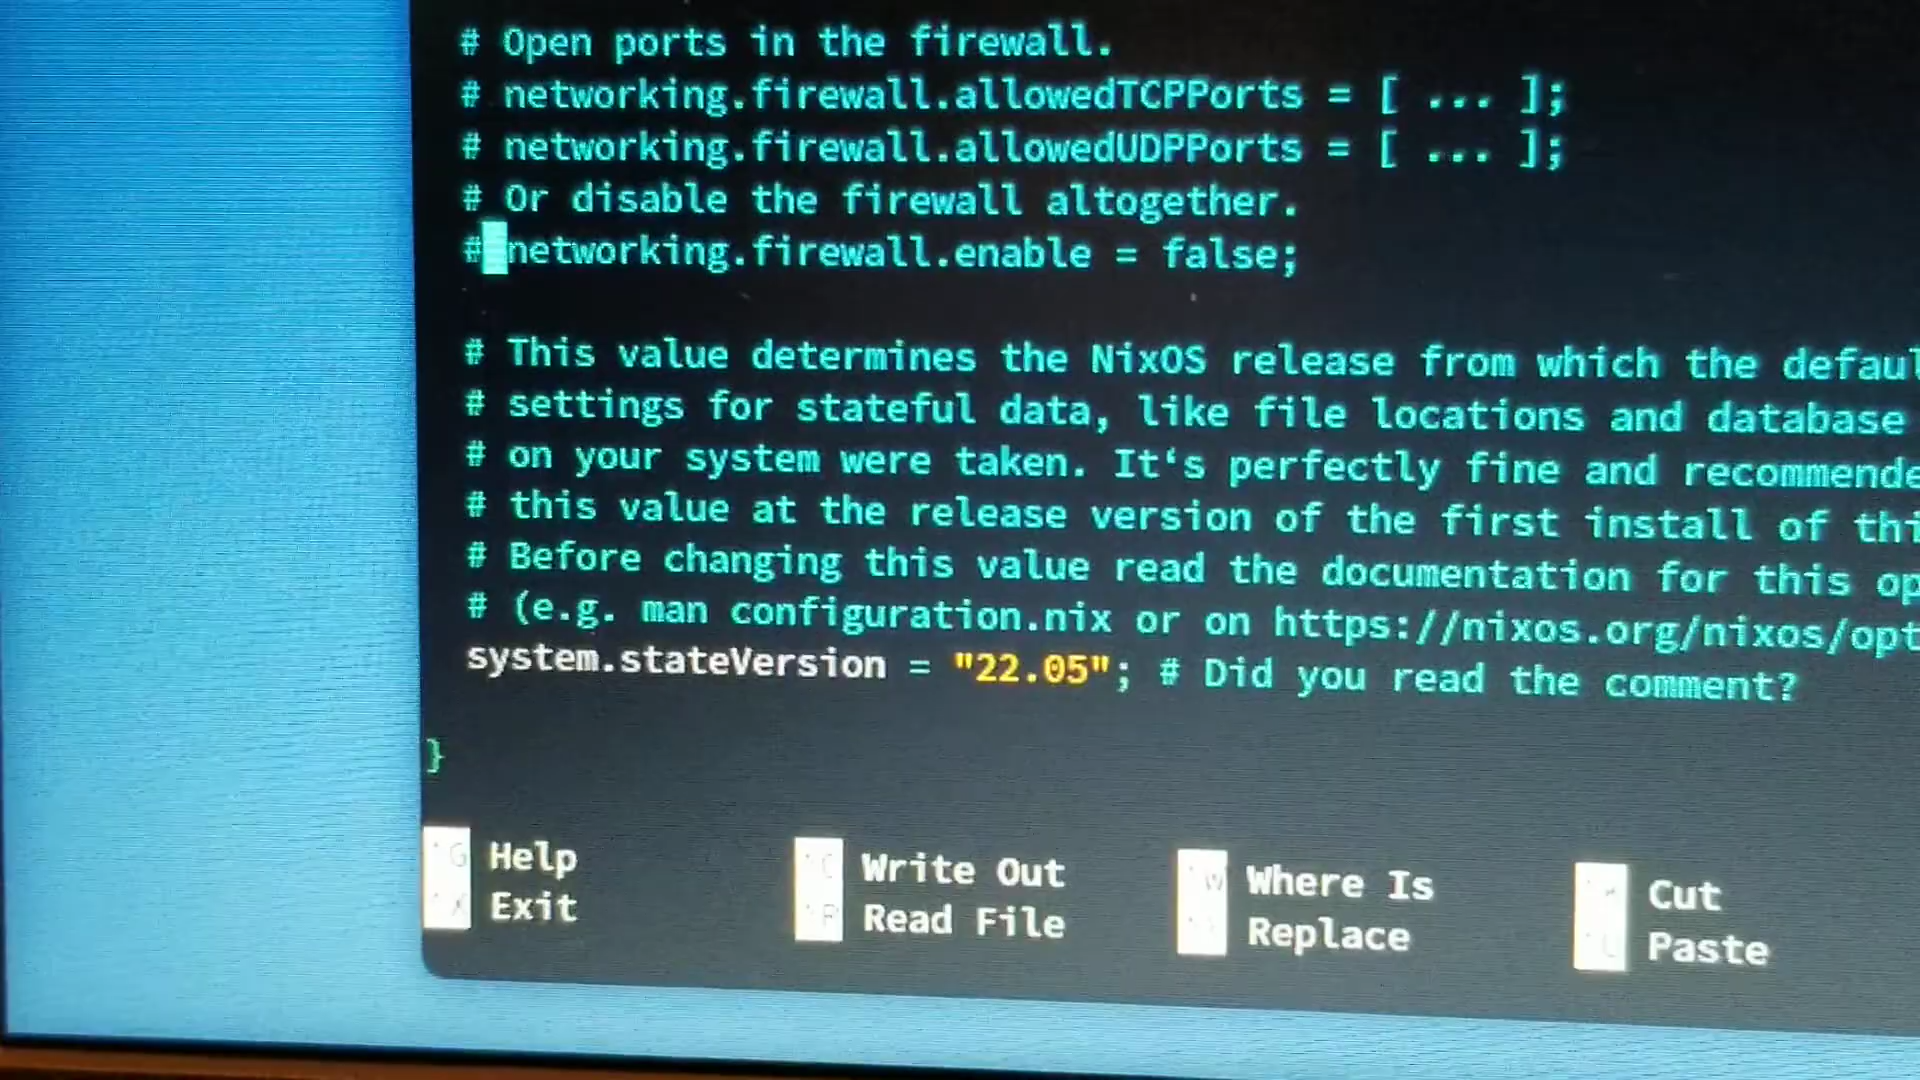 # Open ports in the firewall.
# networking.firewall.allowedTCPPorts = [ ... ];
# networking.firewall.allowedUDPPorts = [ ... ];
# Or disable the firewall altogether.
# networking.firewall.enable = false;
# This value determines the NixOS release from which the defaul
# settings for stateful data, like file locations and database
# on your system were taken. It‘s perfectly fine and recommende
# this value at the release version of the first install of thi
# Before changing this value read the documentation for this op
# (e.g. man configuration.nix or on https://nixos.org/nixos/opt
system.stateVersion = "22.05"; # Did you read the comment?
}
^G Help Write Out ^W Where Is Cut
^X Exit ^R Read File Replace Paste